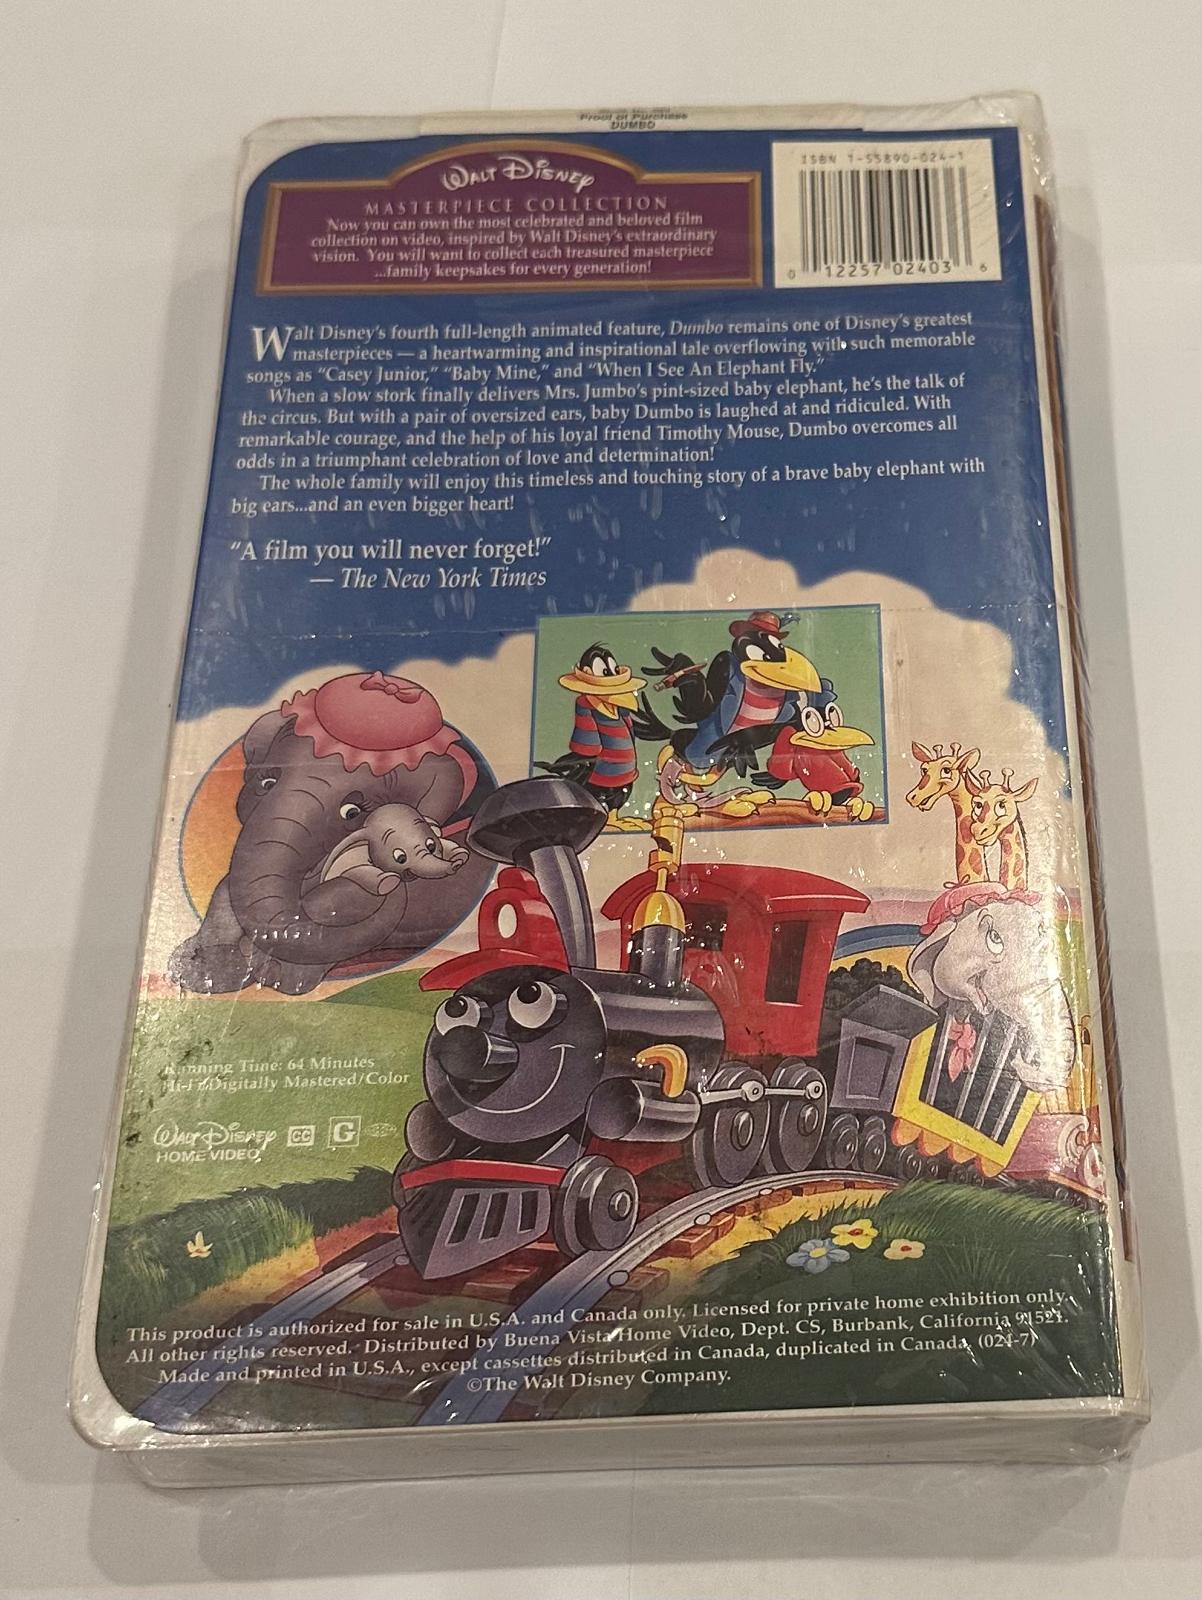 Proof of Purchase
DUMBO
WALT DISNEY
MASTERPIECE COLLECTION
Now you can own the most celebrated and beloved film
collection on video, inspired by Walt Disney's extraordinary
vision. You will want to collect each treasured masterpiece
...family keepsakes for every generation!
ISBN 1-55890-024-1
0 12257 02403 6
Walt Disney's fourth full-length animated feature, Dumbo remains one of Disney's greatest
masterpieces — a heartwarming and inspirational tale overflowing with such memorable
songs as "Casey Junior," "Baby Mine," and "When I See An Elephant Fly."
When a slow stork finally delivers Mrs. Jumbo's pint-sized baby elephant, he's the talk of
the circus. But with a pair of oversized ears, baby Dumbo is laughed at and ridiculed. With
remarkable courage, and the help of his loyal friend Timothy Mouse, Dumbo overcomes all
odds in a triumphant celebration of love and determination!
The whole family will enjoy this timeless and touching story of a brave baby elephant with
big ears...and an even bigger heart!
"A film you will never forget!"
— The New York Times
Running Time: 64 Minutes
Hi-Fi/Digitally Mastered/Color
WALT DISNEY
HOME VIDEO
CC
G
This product is authorized for sale in U.S.A. and Canada only. Licensed for private home exhibition only.
All other rights reserved. Distributed by Buena Vista Home Video, Dept. CS, Burbank, California 91521.
Made and printed in U.S.A., except cassettes distributed in Canada, duplicated in Canada. (024-7)
©The Walt Disney Company.